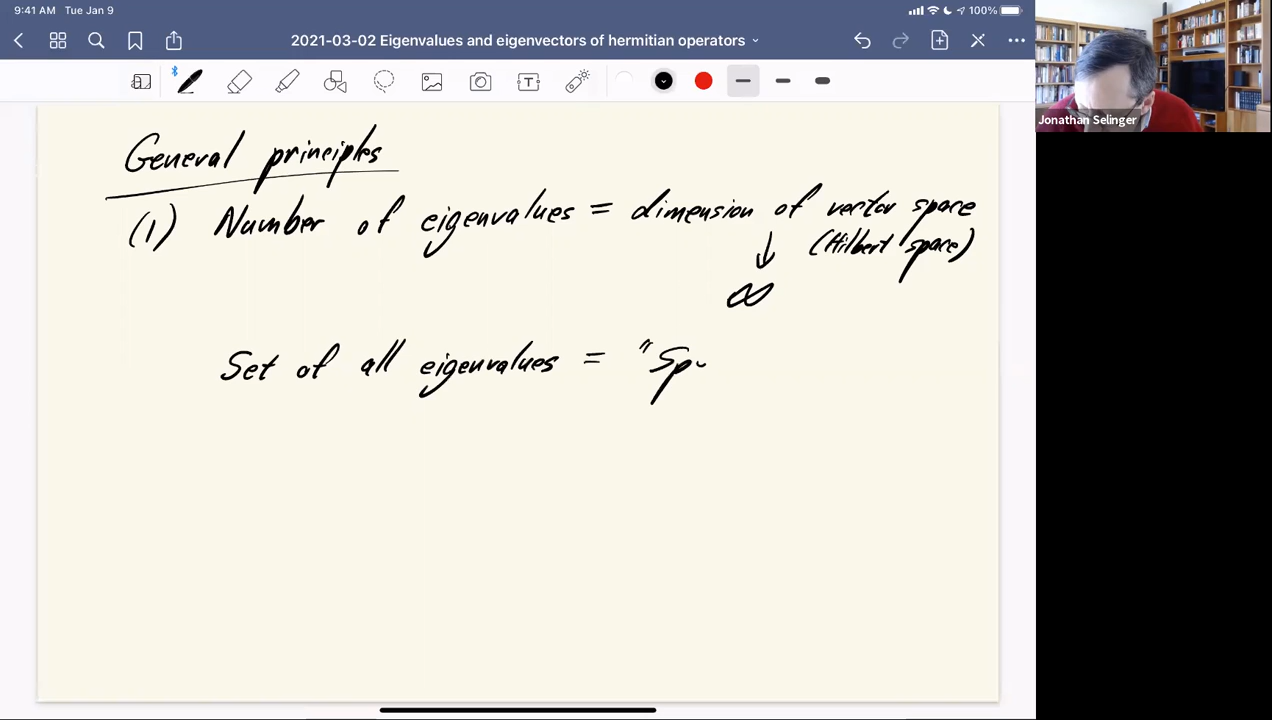 9:41 AM Tue Jan 9
100%
2021-03-02 Eigenvalues and eigenvectors of hermitian operators
T
Jonathan Selinger
General principles
(1) Number of eigenvalues = dimension of vector space
(Hilbert space)
↓
∞
Set of all eigenvalues = "Sp